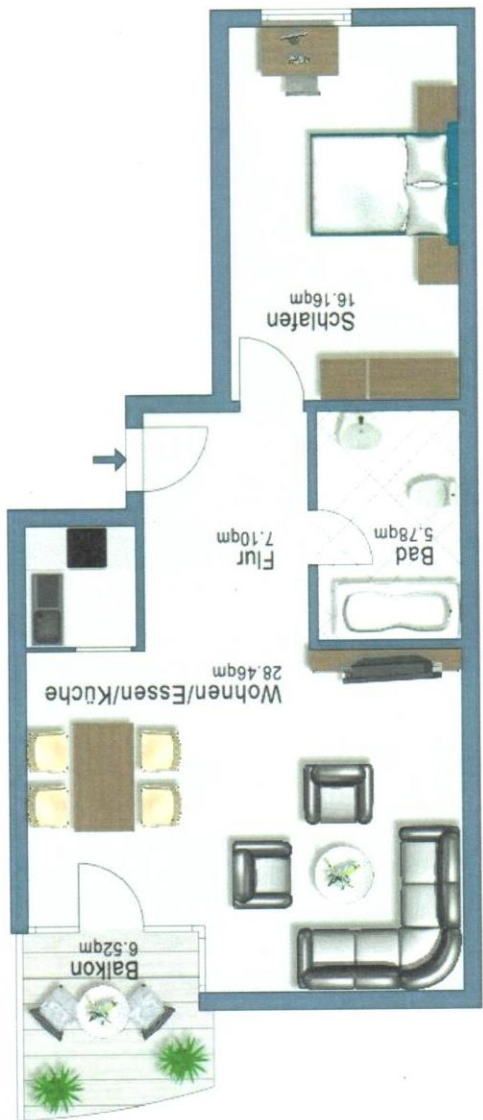 Balkon
6.52qm
Wohnen/Essen/Küche
28.46qm
Flur
7.10qm
Bad
5.78qm
Schlafen
16.16qm